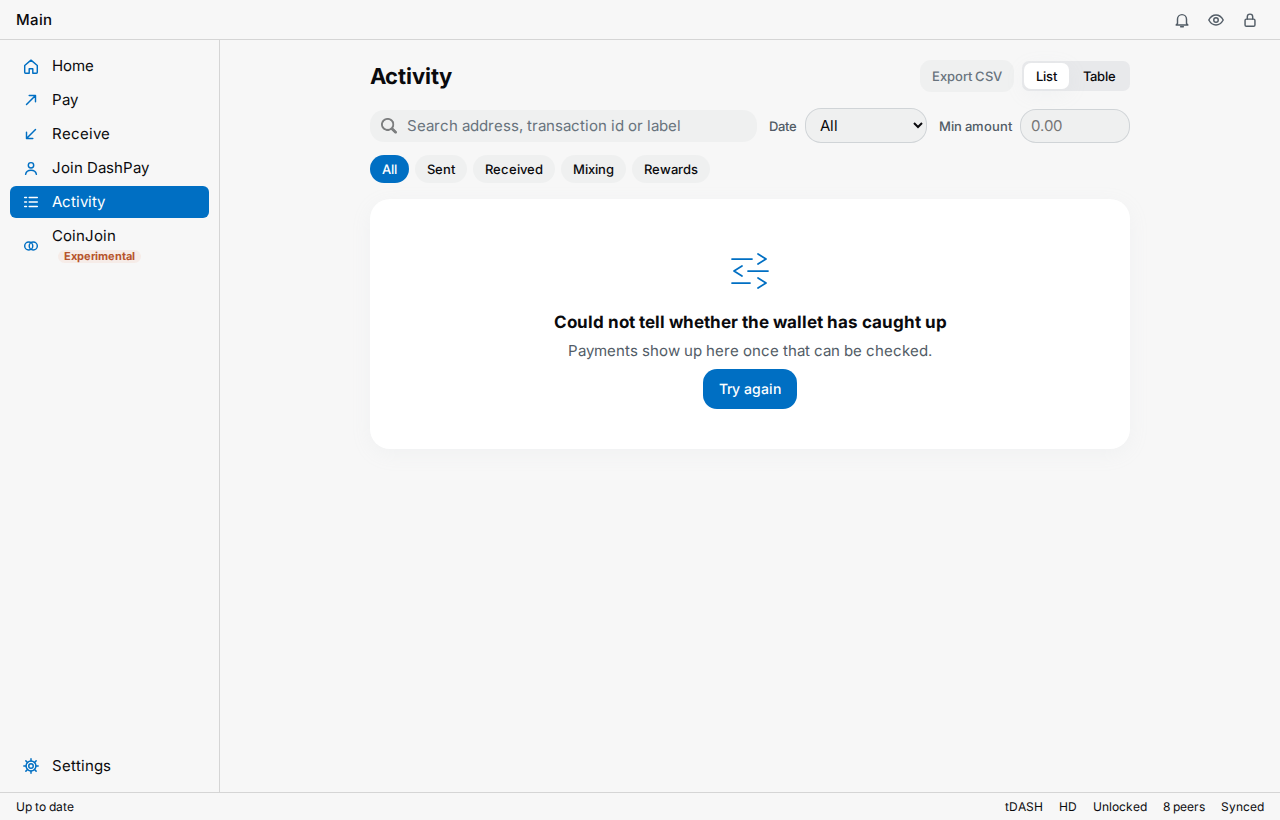 Main
Home
Pay
Receive
Join DashPay
Activity
CoinJoin
Experimental
Settings
Activity
Export CSV
List
Table
Search address, transaction id or label
Date
All
Min amount
0.00
All
Sent
Received
Mixing
Rewards
Could not tell whether the wallet has caught up
Payments show up here once that can be checked.
Try again
Up to date
tDASH
HD
Unlocked
8 peers
Synced